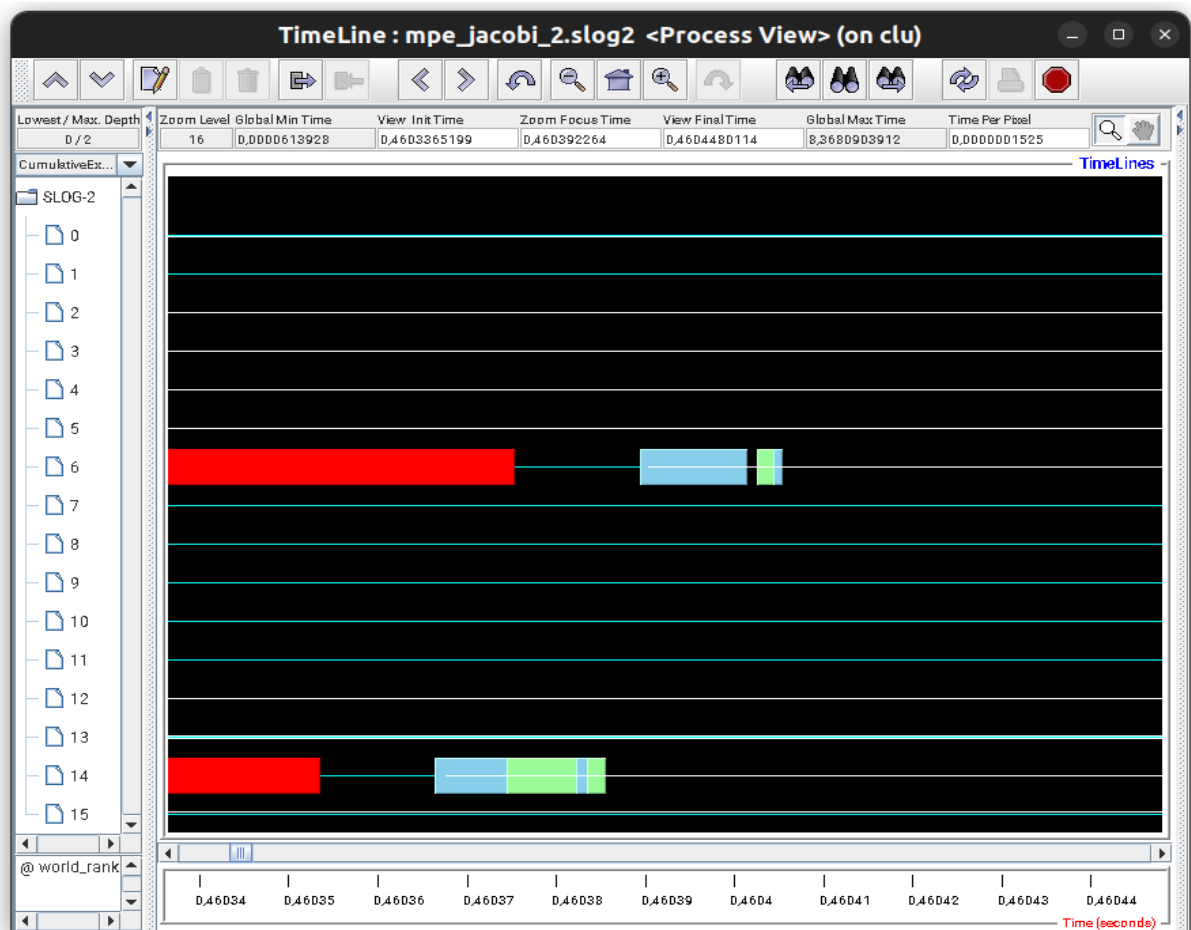 TimeLine : mpe_jacobi_2.slog2 <Process View> (on clu)
Lowest / Max. Depth Zoom Level Global Min Time View Init Time Zoom Focus Time View Final Time Global Max Time Time Per Pixel
0 / 2 16 0,0000613928 0,4603365199 0,460392264 0,4604480114 8,3680903912 0,0000001525
CumulativeEx...
TimeLines
SLOG-2
0
1
2
3
4
5
6
7
8
9
10
11
12
13
14
15
@ world_rank
0,46034 0,46035 0,46036 0,46037 0,46038 0,46039 0,4604 0,46041 0,46042 0,46043 0,46044
Time (seconds)